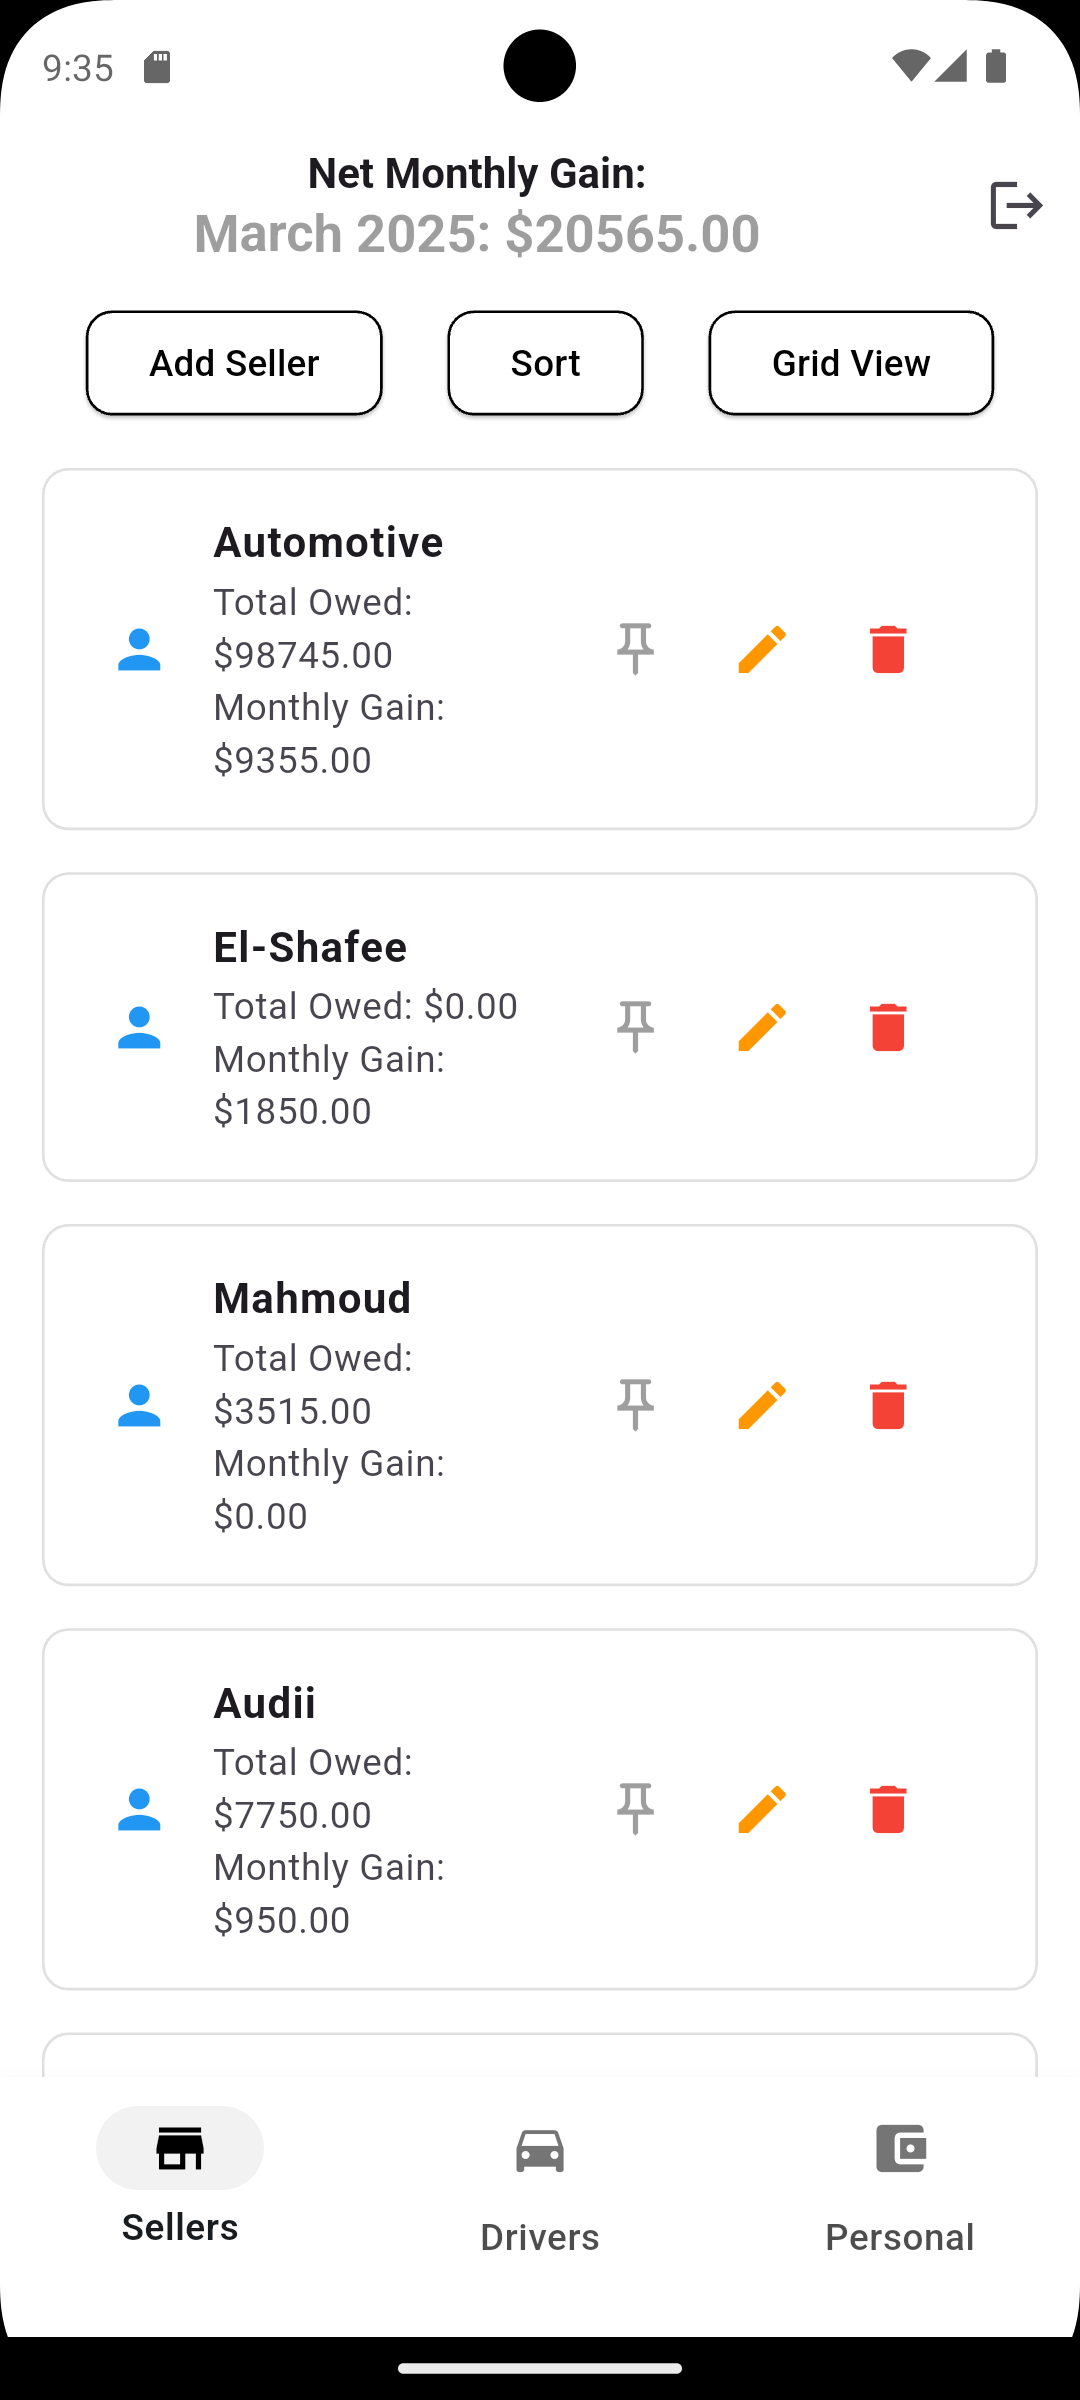 9:35
Net Monthly Gain:
March 2025: $20565.00
Add Seller
Sort
Grid View
Automotive
Total Owed:
$98745.00
Monthly Gain:
$9355.00
El-Shafee
Total Owed: $0.00
Monthly Gain:
$1850.00
Mahmoud
Total Owed:
$3515.00
Monthly Gain:
$0.00
Audii
Total Owed:
$7750.00
Monthly Gain:
$950.00
Sellers
Drivers
Personal